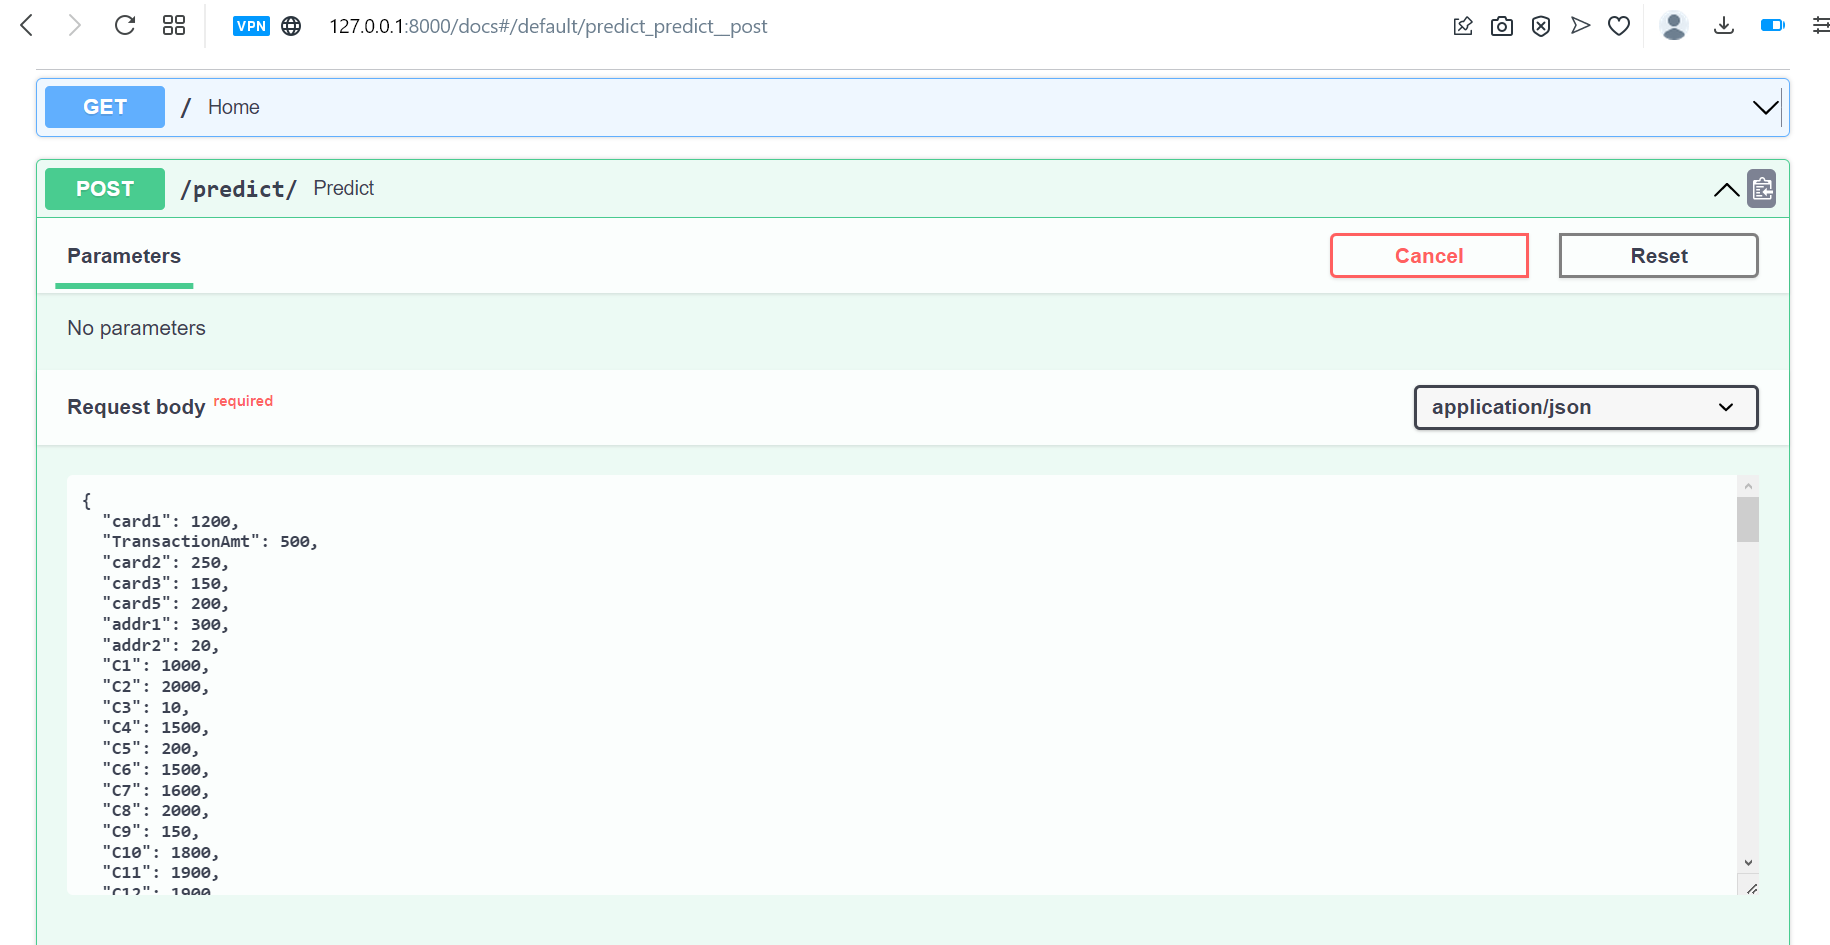 VPN 127.0.0.1:8000/docs#/default/predict_predict__post
GET / Home
POST /predict/ Predict
Parameters
Cancel
Reset
No parameters
Request body required
application/json
{
"card1": 1200,
"TransactionAmt": 500,
"card2": 250,
"card3": 150,
"card5": 200,
"addr1": 300,
"addr2": 20,
"C1": 1000,
"C2": 2000,
"C3": 10,
"C4": 1500,
"C5": 200,
"C6": 1500,
"C7": 1600,
"C8": 2000,
"C9": 150,
"C10": 1800,
"C11": 1900,
"C12": 1900